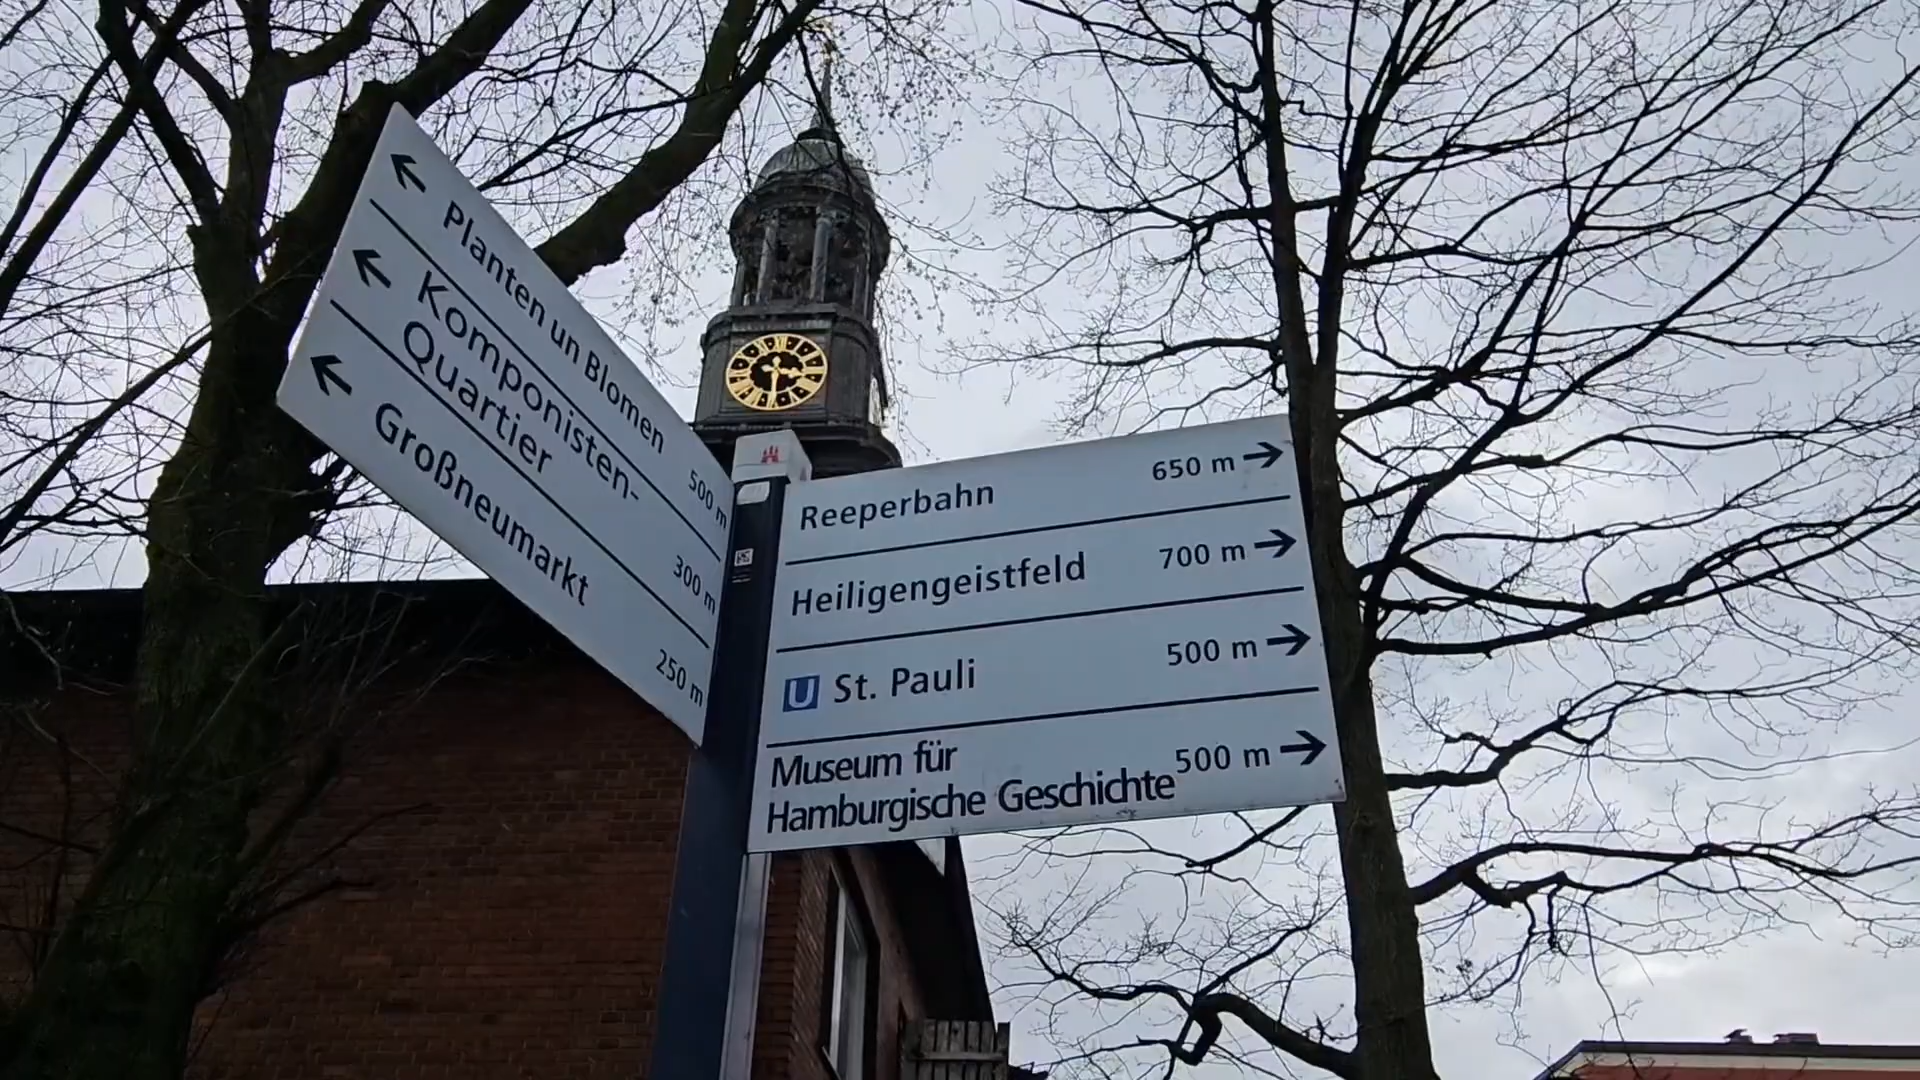 Planten un Blomen 500 m
Komponisten-
Quartier 300 m
Großneumarkt 250 m
Reeperbahn 650 m
Heiligengeistfeld 700 m
U St. Pauli 500 m
Museum für
Hamburgische Geschichte 500 m